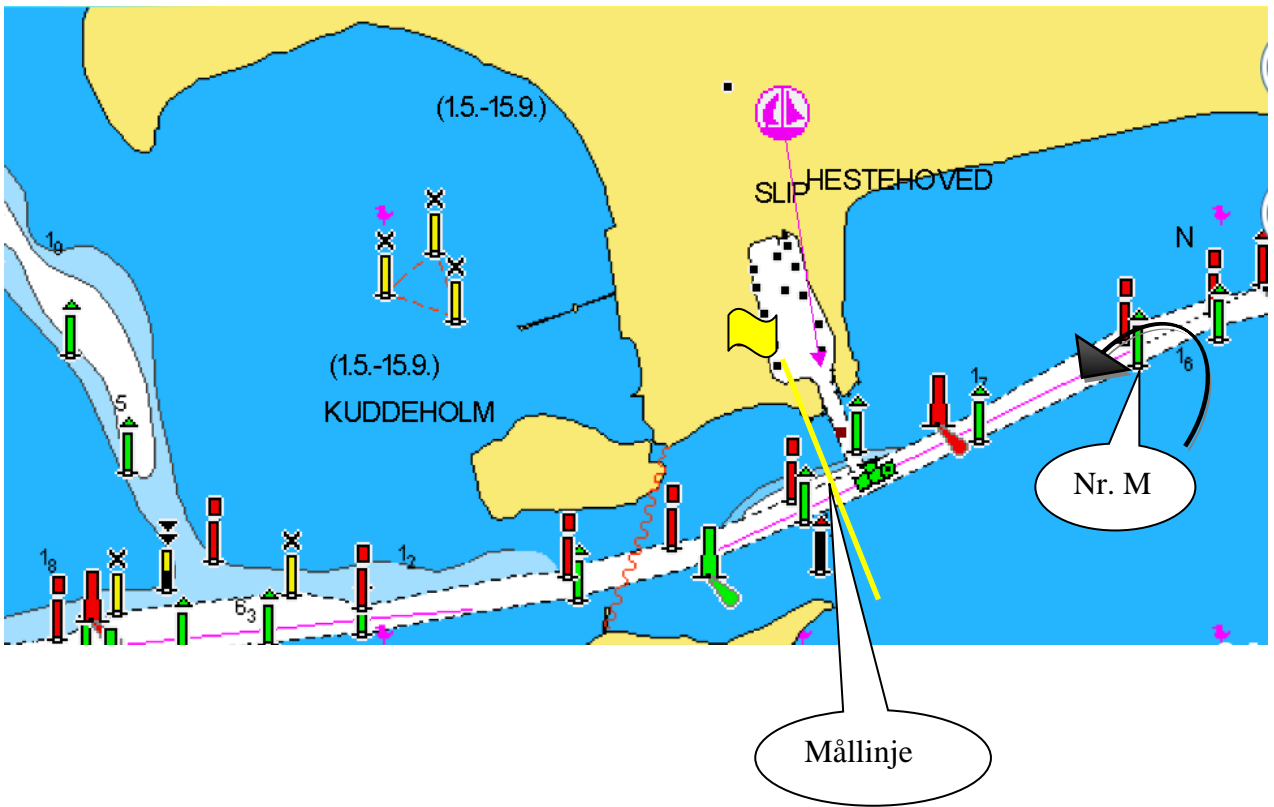 (1.5.-15.9.)
SLIP
HESTEHOVED
N
1₉
1₆
(1.5.-15.9.)
1₇
5
KUDDEHOLM
Nr. M
1₈
1₂
6₃
Mållinje